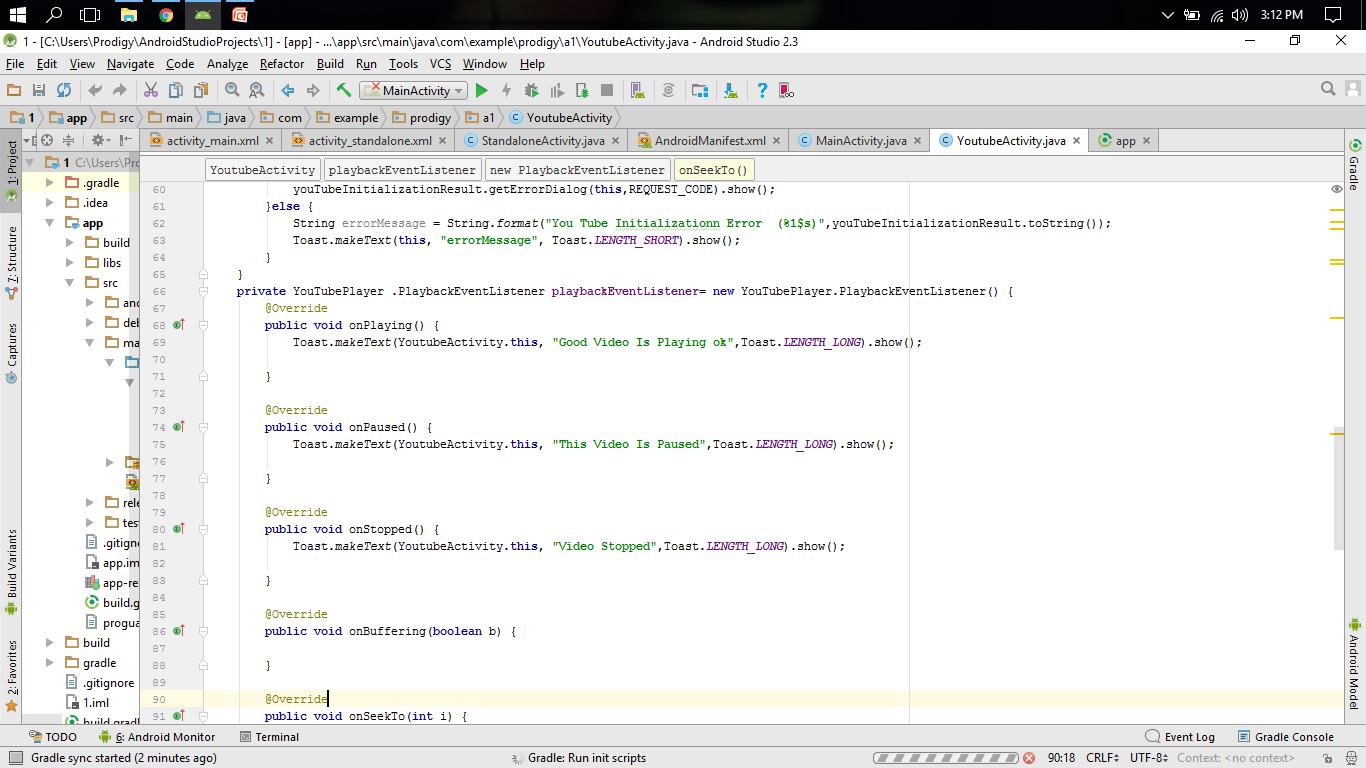 3:12 PM
1 - [C:\Users\Prodigy\AndroidStudioProjects\1] - [app] - ...\app\src\main\java\com\example\prodigy\a1\YoutubeActivity.java - Android Studio 2.3
File Edit View Navigate Code Analyze Refactor Build Run Tools VCS Window Help
MainActivity
1 app src main java com example prodigy a1 YoutubeActivity
activity_main.xml activity_standalone.xml StandaloneActivity.java AndroidManifest.xml MainActivity.java YoutubeActivity.java app
1: Project
7: Structure
Captures
Build Variants
2: Favorites
1 C:\Users\Pro
.gradle
.idea
app
build
libs
src
and
deb
ma
rele
test
.gitigno
app.im
app-re
build.g
progua
build
gradle
.gitignore
1.iml
build.gradl
YoutubeActivity playbackEventListener new PlaybackEventListener onSeekTo()
60 youTubeInitializationResult.getErrorDialog(this,REQUEST_CODE).show();
61 }else {
62 String errorMessage = String.format("You Tube Initializationn Error  (%1$s)",youTubeInitializationResult.toString());
63 Toast.makeText(this, "errorMessage", Toast.LENGTH_SHORT).show();
64 }
65 }
66 private YouTubePlayer .PlaybackEventListener playbackEventListener= new YouTubePlayer.PlaybackEventListener() {
67 @Override
68 public void onPlaying() {
69 Toast.makeText(YoutubeActivity.this, "Good Video Is Playing ok",Toast.LENGTH_LONG).show();
70
71 }
72
73 @Override
74 public void onPaused() {
75 Toast.makeText(YoutubeActivity.this, "This Video Is Paused",Toast.LENGTH_LONG).show();
76
77 }
78
79 @Override
80 public void onStopped() {
81 Toast.makeText(YoutubeActivity.this, "Video Stopped",Toast.LENGTH_LONG).show();
82
83 }
84
85 @Override
86 public void onBuffering(boolean b) {
87
88 }
89
90 @Override
91 public void onSeekTo(int i) {
Gradle
Android Model
TODO 6: Android Monitor Terminal Event Log Gradle Console
Gradle sync started (2 minutes ago) Gradle: Run init scripts 90:18 CRLF UTF-8 Context: <no context>